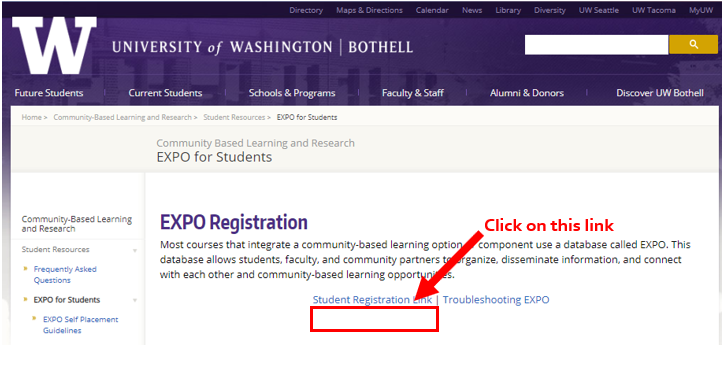 Directory Maps & Directions Calendar News Library Diversity UW Seattle UW Tacoma MyUW
W
UNIVERSITY of WASHINGTON | BOTHELL
Future Students Current Students Schools & Programs Faculty & Staff Alumni & Donors Discover UW Bothell
Home > Community-Based Learning and Research > Student Resources > EXPO for Students
Community Based Learning and Research
EXPO for Students
Community-Based Learning
and Research
Student Resources
Frequently Asked
Questions
EXPO for Students
EXPO Self Placement
Guidelines
EXPO Registration
Click on this link
Most courses that integrate a community-based learning option component use a database called EXPO. This
database allows students, faculty, and community partners to organize, disseminate information, and connect
with each other and community-based learning opportunities.
Student Registration Link | Troubleshooting EXPO